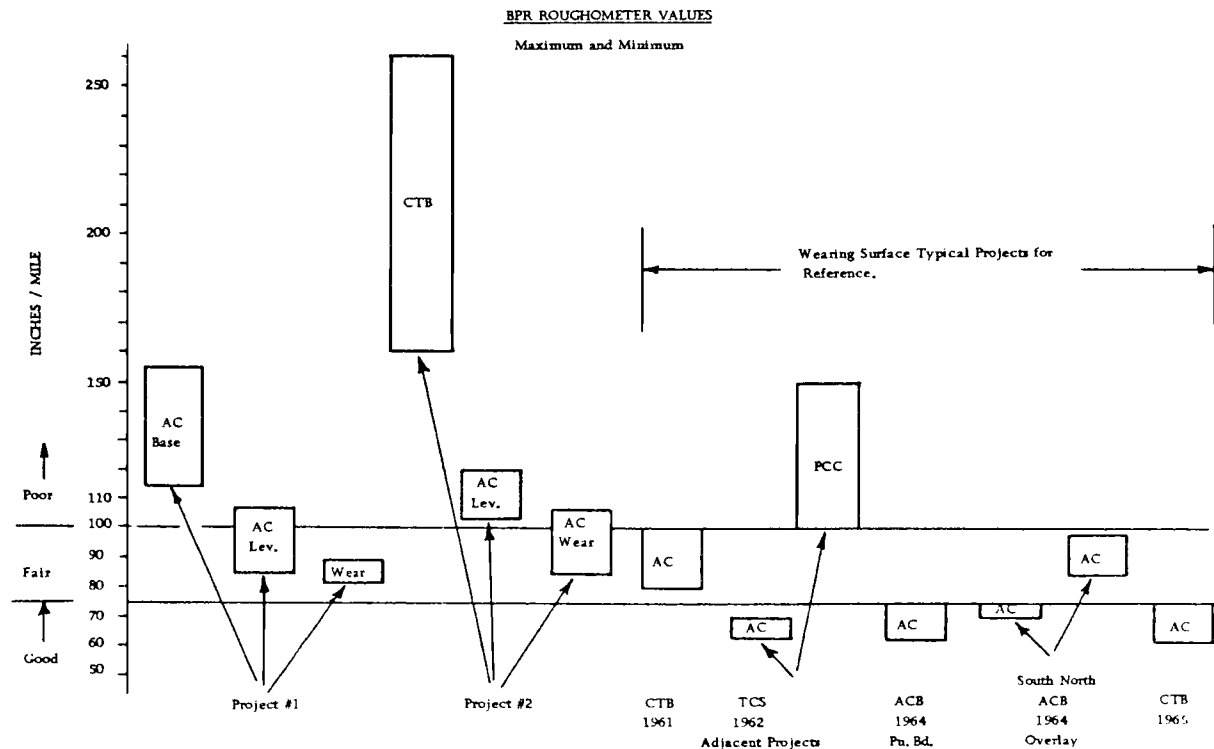 BPR ROUGHOMETER VALUES
Maximum and Minimum
INCHES / MILE
250
200
150
110
100
90
80
70
60
50
Poor
Fair
Good
AC
Base
AC
Lev.
Wear
CTB
AC
Lev.
AC
Wear
Wearing Surface Typical Projects for
Reference.
AC
AC
PCC
AC
AC
AC
AC
Project #1
Project #2
South North
CTB
1961
TCS
1962
Adjacent Projects
ACB
1964
Pn. Bd.
ACB
1964
Overlay
CTB
1965